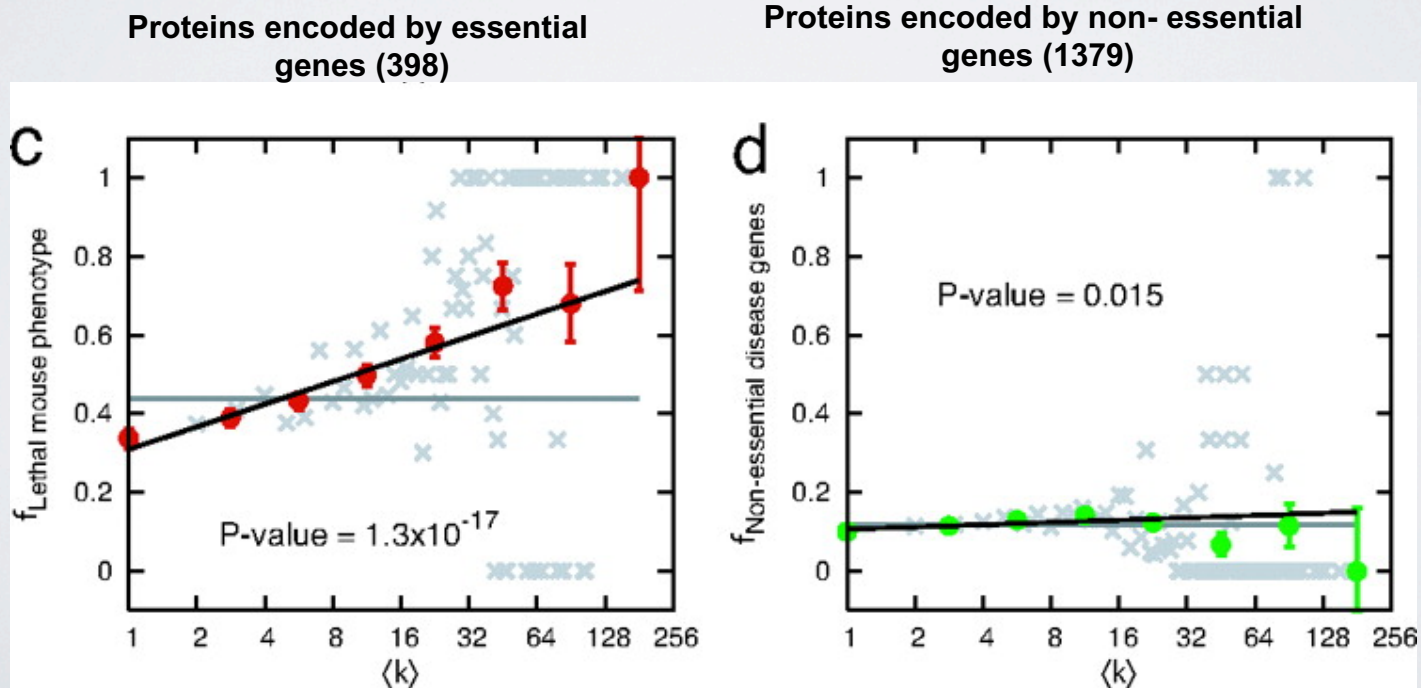 Proteins encoded by essential
genes (398)
Proteins encoded by non- essential
genes (1379)
c
f Lethal mouse phenotype
1
0.8
0.6
0.4
0.2
0
P-value = 1.3x10^-17
1 2 4 8 16 32 64 128 256
⟨k⟩
d
f Non-essential disease genes
1
0.8
0.6
0.4
0.2
0
P-value = 0.015
1 2 4 8 16 32 64 128 256
⟨k⟩